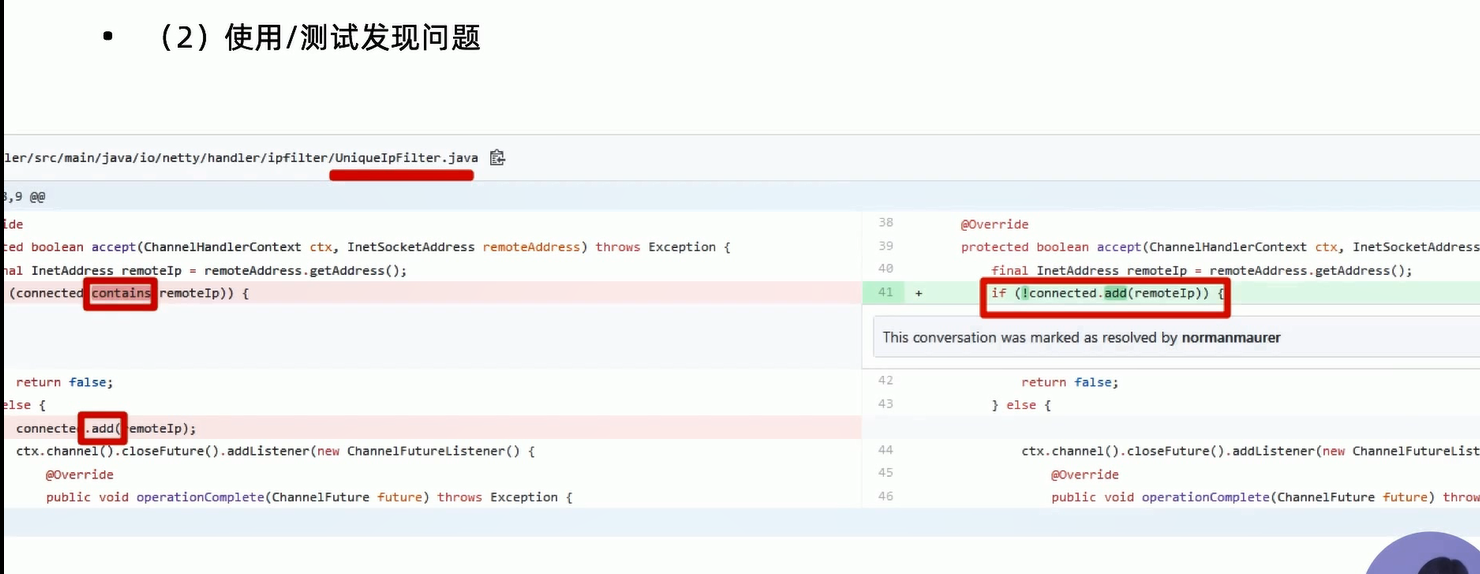 • （2）使用/测试发现问题
ler/src/main/java/io/netty/handler/ipfilter/UniqueIpFilter.java
3,9 @@
ide
ted boolean accept(ChannelHandlerContext ctx, InetSocketAddress remoteAddress) throws Exception {
nal InetAddress remoteIp = remoteAddress.getAddress();
(connected contains remoteIp)) {
return false;
else {
connected.add(remoteIp);
ctx.channel().closeFuture().addListener(new ChannelFutureListener() {
@Override
public void operationComplete(ChannelFuture future) throws Exception {
38 @Override
39 protected boolean accept(ChannelHandlerContext ctx, InetSocketAddress
40 final InetAddress remoteIp = remoteAddress.getAddress();
41 + if (!connected.add(remoteIp)) {
This conversation was marked as resolved by normanmaurer
42 return false;
43 } else {
44 ctx.channel().closeFuture().addListener(new ChannelFutureList
45 @Override
46 public void operationComplete(ChannelFuture future) throw